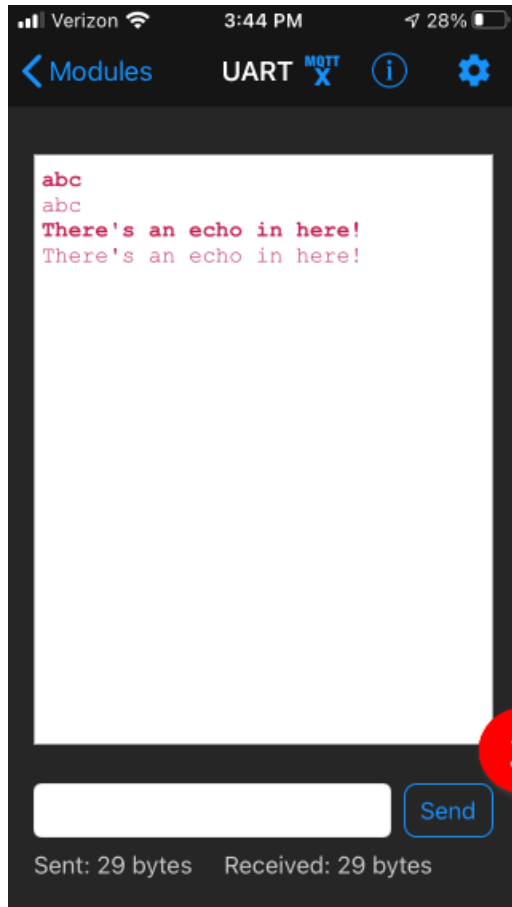 Verizon 3:44 PM 28%
Modules UART MQTT X i
abc
abc
There's an echo in here!
There's an echo in here!
Send
Sent: 29 bytes Received: 29 bytes